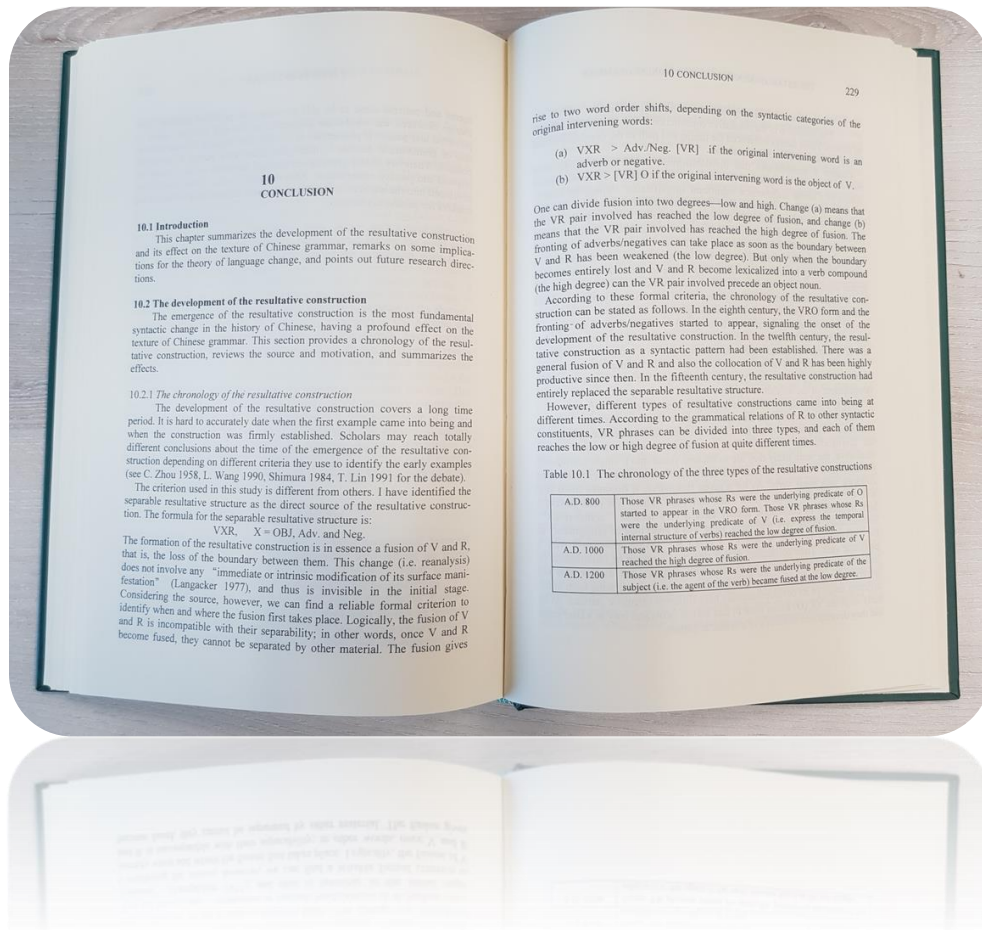 10
CONCLUSION
10.1 Introduction
This chapter summarizes the development of the resultative construction
and its effect on the texture of Chinese grammar, remarks on some implica-
tions for the theory of language change, and points out future research direc-
tions.
10.2 The development of the resultative construction
The emergence of the resultative construction is the most fundamental
syntactic change in the history of Chinese, having a profound effect on the
texture of Chinese grammar. This section provides a chronology of the resul-
tative construction, reviews the source and motivation, and summarizes the
effects.
10.2.1 The chronology of the resultative construction
The development of the resultative construction covers a long time
period. It is hard to accurately date when the first example came into being and
when the construction was firmly established. Scholars may reach totally
different conclusions about the time of the emergence of the resultative con-
struction depending on different criteria they use to identify the early examples
(see C. Zhou 1958, L. Wang 1990, Shimura 1984, T. Lin 1991 for the debate).
The criterion used in this study is different from others. I have identified the
separable resultative structure as the direct source of the resultative construc-
tion. The formula for the separable resultative structure is:
VXR, X = OBJ, Adv. and Neg.
The formation of the resultative construction is in essence a fusion of V and R,
that is, the loss of the boundary between them. This change (i.e. reanalysis)
does not involve any "immediate or intrinsic modification of its surface mani-
festation" (Langacker 1977), and thus is invisible in the initial stage.
Considering the source, however, we can find a reliable formal criterion to
identify when and where the fusion first takes place. Logically, the fusion of V
and R is incompatible with their separability; in other words, once V and R
become fused, they cannot be separated by other material. The fusion gives
10 CONCLUSION
229
rise to two word order shifts, depending on the syntactic categories of the
original intervening words:
(a) VXR > Adv./Neg. [VR] if the original intervening word is an
adverb or negative.
(b) VXR > [VR] O if the original intervening word is the object of V.
One can divide fusion into two degrees—low and high. Change (a) means that
the VR pair involved has reached the low degree of fusion, and change (b)
means that the VR pair involved has reached the high degree of fusion. The
fronting of adverbs/negatives can take place as soon as the boundary between
V and R has been weakened (the low degree). But only when the boundary
becomes entirely lost and V and R become lexicalized into a verb compound
(the high degree) can the VR pair involved precede an object noun.
According to these formal criteria, the chronology of the resultative con-
struction can be stated as follows. In the eighth century, the VRO form and the
fronting of adverbs/negatives started to appear, signaling the onset of the
development of the resultative construction. In the twelfth century, the resul-
tative construction as a syntactic pattern had been established. There was a
general fusion of V and R and also the collocation of V and R has been highly
productive since then. In the fifteenth century, the resultative construction had
entirely replaced the separable resultative structure.
However, different types of resultative constructions came into being at
different times. According to the grammatical relations of R to other syntactic
constituents, VR phrases can be divided into three types, and each of them
reaches the low or high degree of fusion at quite different times.
Table 10.1 The chronology of the three types of the resultative constructions
A.D. 800 Those VR phrases whose Rs were the underlying predicate of O
started to appear in the VRO form. Those VR phrases whose Rs
were the underlying predicate of V (i.e. express the temporal
internal structure of verbs) reached the low degree of fusion.
A.D. 1000 Those VR phrases whose Rs were the underlying predicate of V
reached the high degree of fusion.
A.D. 1200 Those VR phrases whose Rs were the underlying predicate of the
subject (i.e. the agent of the verb) became fused at the low degree.